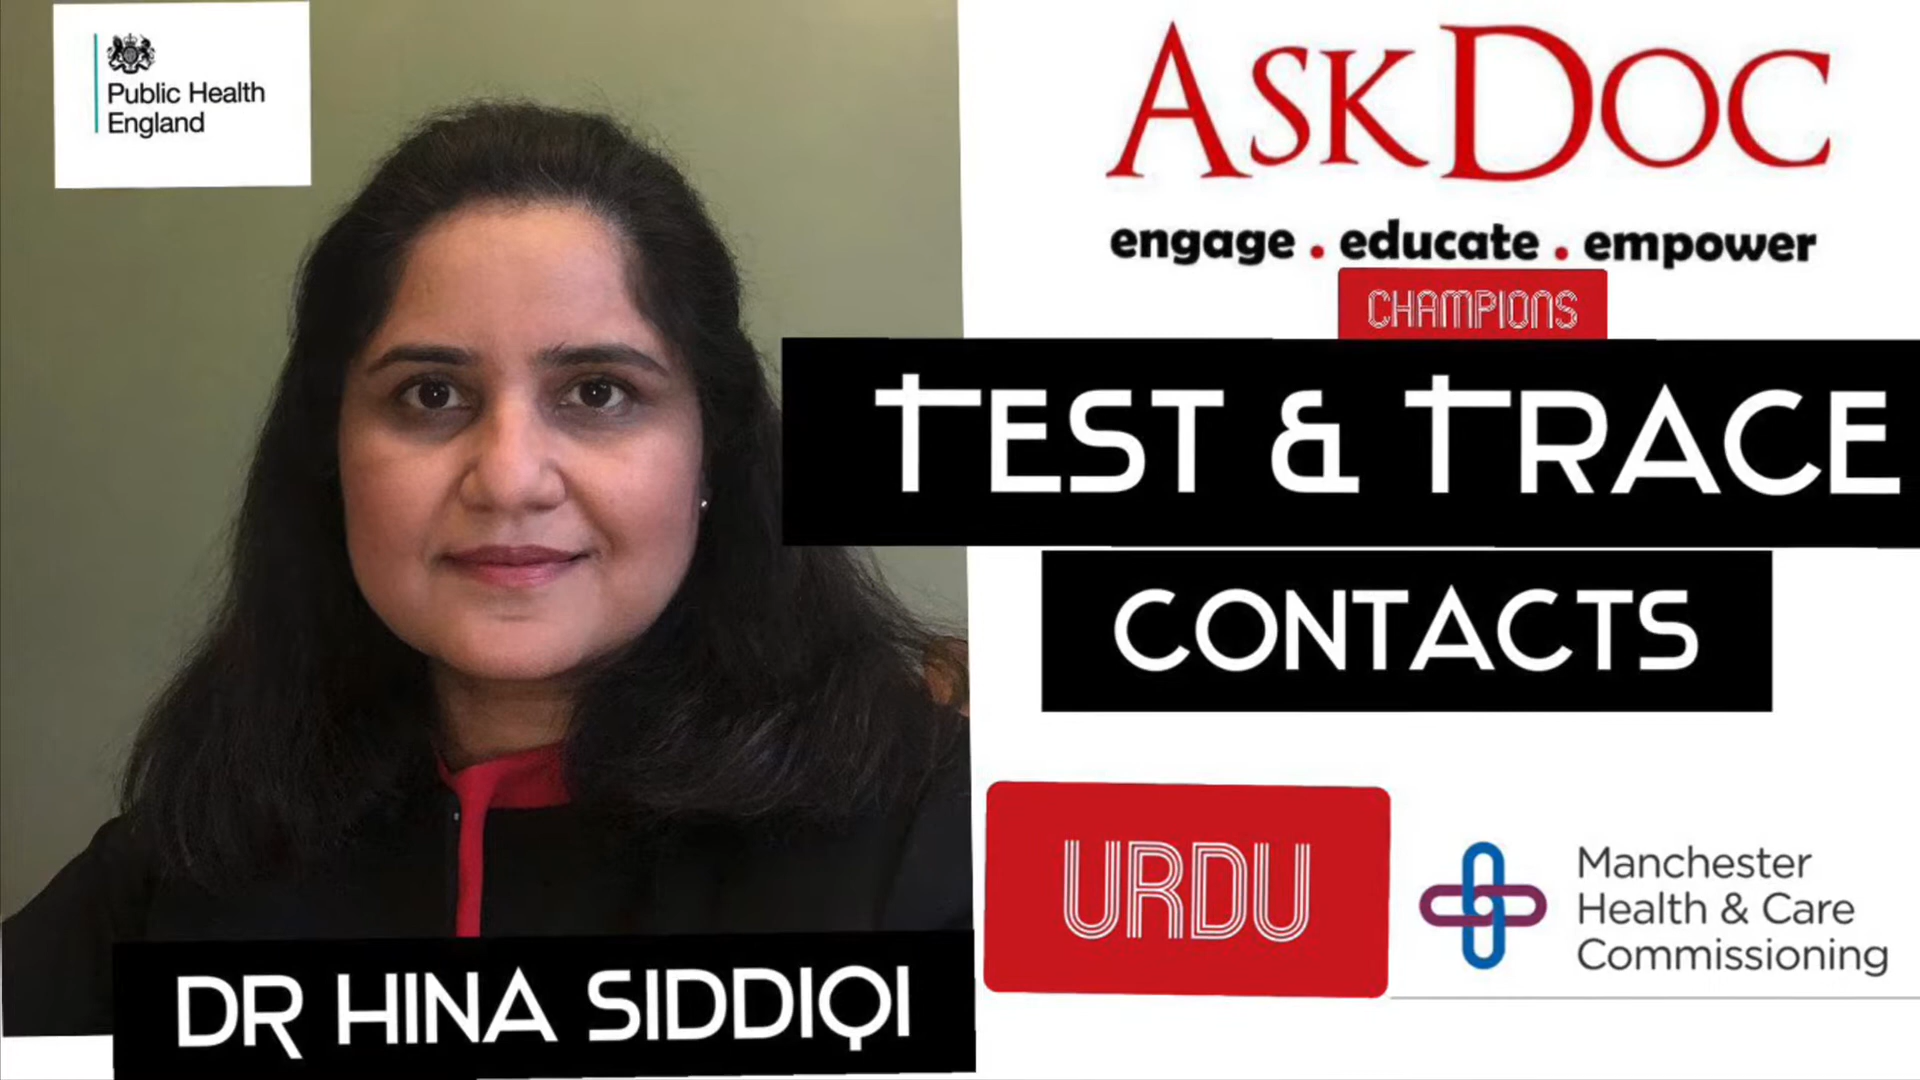 Public Health
England
ASKDOC
engage . educate . empower
CHAMPIONS
TEST & TRACE
CONTACTS
URDU
Manchester
Health & Care
Commissioning
DR HINA SIDDIQI